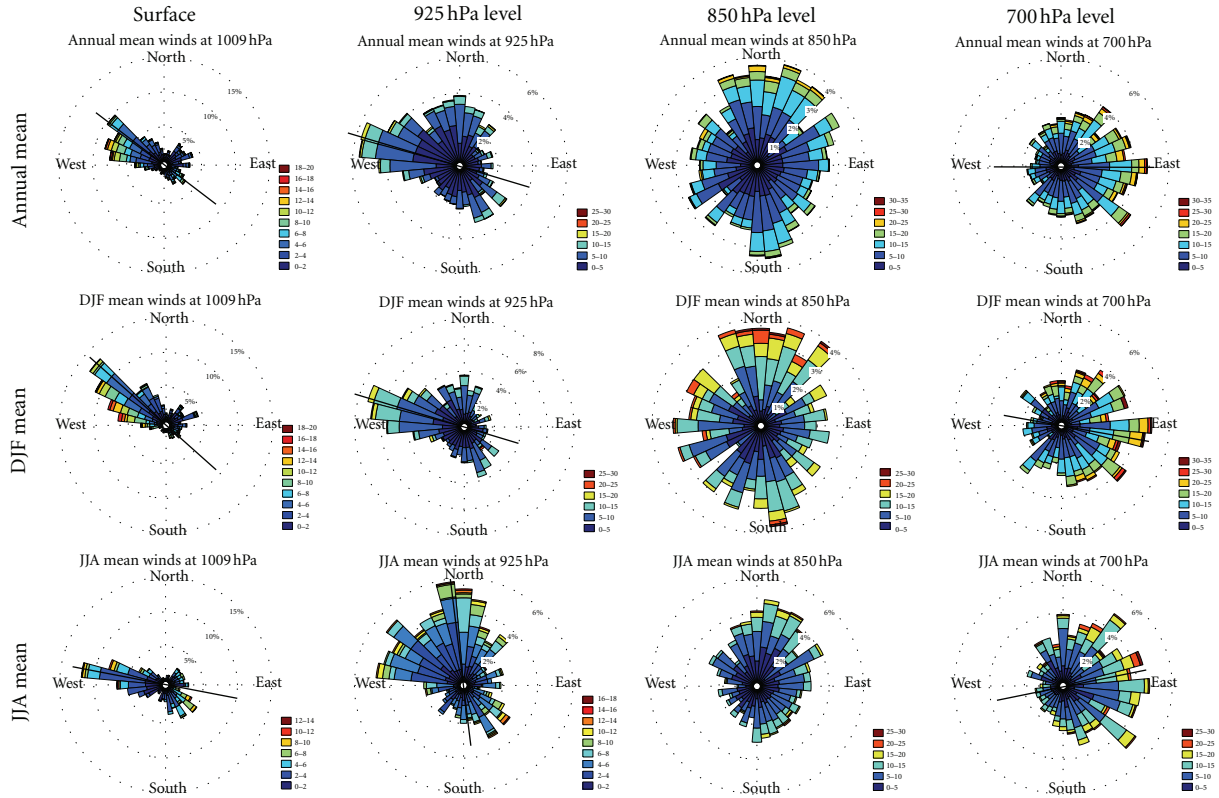 Surface
925 hPa level
850 hPa level
700 hPa level
Annual mean
Annual mean winds at 1009 hPa
North
15%
10%
5%
West
East
South
18–20
16–18
14–16
12–14
10–12
8–10
6–8
4–6
2–4
0–2
Annual mean winds at 925 hPa
North
6%
4%
2%
West
East
South
25–30
20–25
15–20
10–15
5–10
0–5
Annual mean winds at 850 hPa
North
4%
3%
2%
1%
West
East
South
30–35
25–30
20–25
15–20
10–15
5–10
0–5
Annual mean winds at 700 hPa
North
6%
4%
2%
West
East
South
30–35
25–30
20–25
15–20
10–15
5–10
0–5
DJF mean
DJF mean winds at 1009 hPa
North
15%
10%
5%
West
East
South
18–20
16–18
14–16
12–14
10–12
8–10
6–8
4–6
2–4
0–2
DJF mean winds at 925 hPa
North
8%
6%
4%
2%
West
East
South
25–30
20–25
15–20
10–15
5–10
0–5
DJF mean winds at 850 hPa
North
4%
3%
2%
1%
West
East
South
25–30
20–25
15–20
10–15
5–10
0–5
DJF mean winds at 700 hPa
North
6%
4%
2%
West
East
South
30–35
25–30
20–25
15–20
10–15
5–10
0–5
JJA mean
JJA mean winds at 1009 hPa
North
15%
10%
5%
West
East
South
12–14
10–12
8–10
6–8
4–6
2–4
0–2
JJA mean winds at 925 hPa
North
6%
4%
2%
West
East
South
16–18
14–16
12–14
10–12
8–10
6–8
4–6
2–4
0–2
JJA mean winds at 850 hPa
North
6%
4%
2%
West
East
South
25–30
20–25
15–20
10–15
5–10
0–5
JJA mean winds at 700 hPa
North
6%
4%
2%
West
East
South
25–30
20–25
15–20
10–15
5–10
0–5